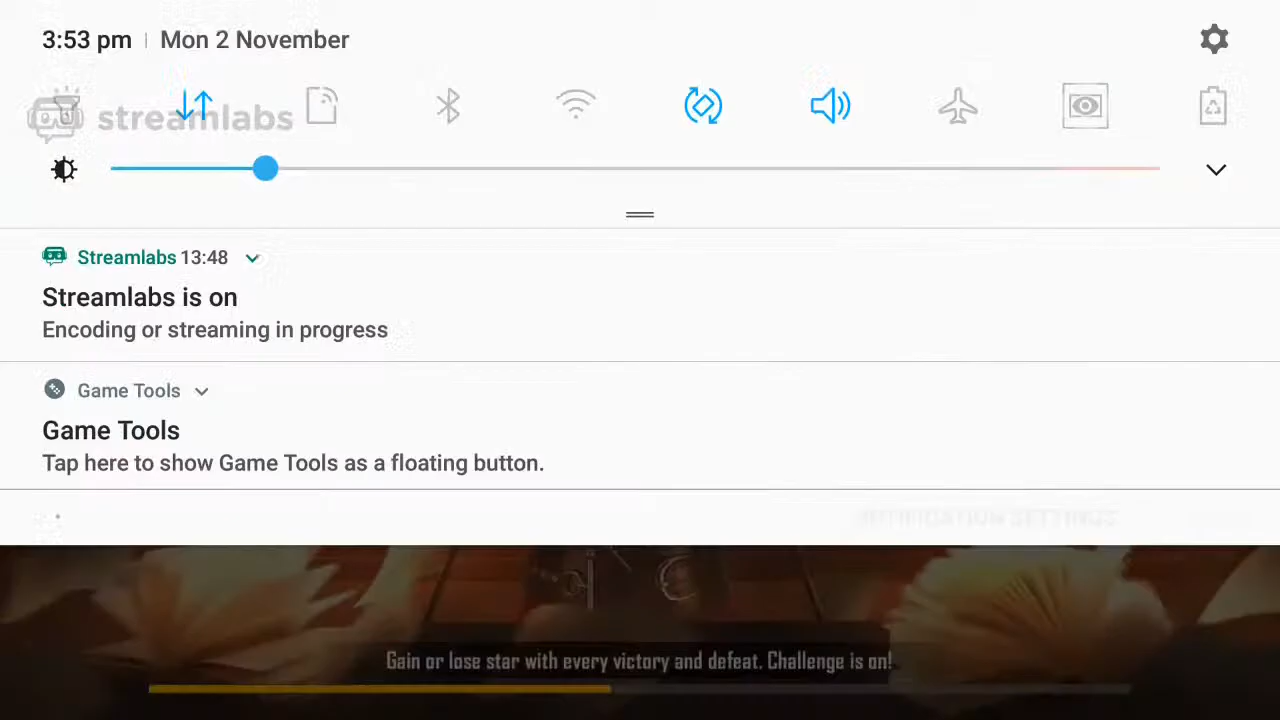 3:53 pm | Mon 2 November
streamlabs
Streamlabs 13:48
Streamlabs is on
Encoding or streaming in progress
Game Tools
Game Tools
Tap here to show Game Tools as a floating button.
NOTIFICATION SETTINGS
Gain or lose star with every victory and defeat. Challenge is on!